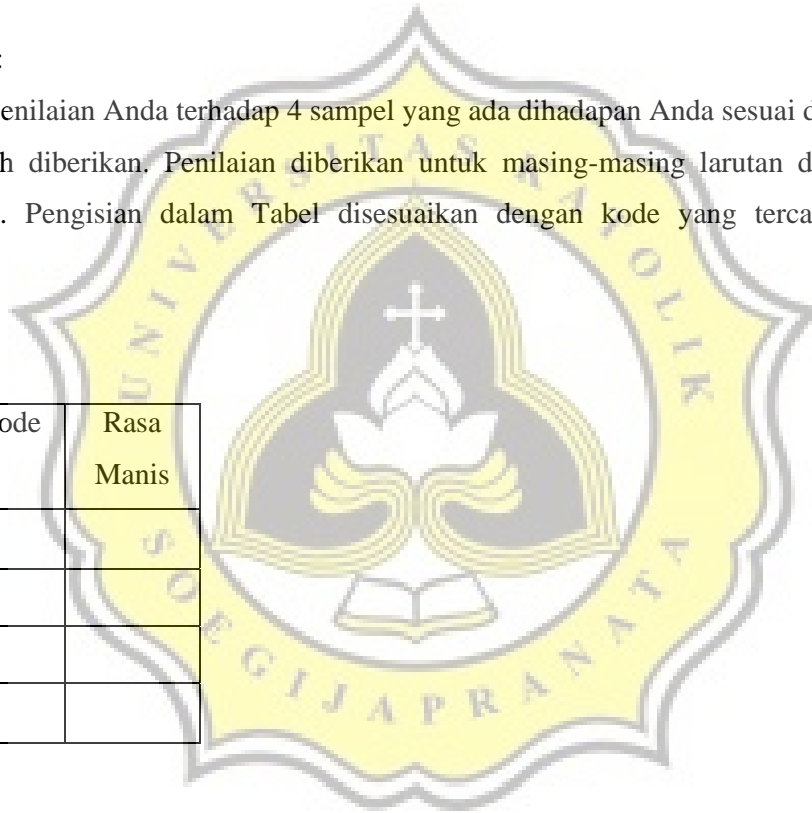 :
enilaian Anda terhadap 4 sampel yang ada dihadapan Anda sesuai d
h diberikan. Penilaian diberikan untuk masing-masing larutan d
. Pengisian dalam Tabel disesuaikan dengan kode yang terca
ode Rasa
Manis
UNIVERSITAS KATOLIK
SOEGIJAPRANATA